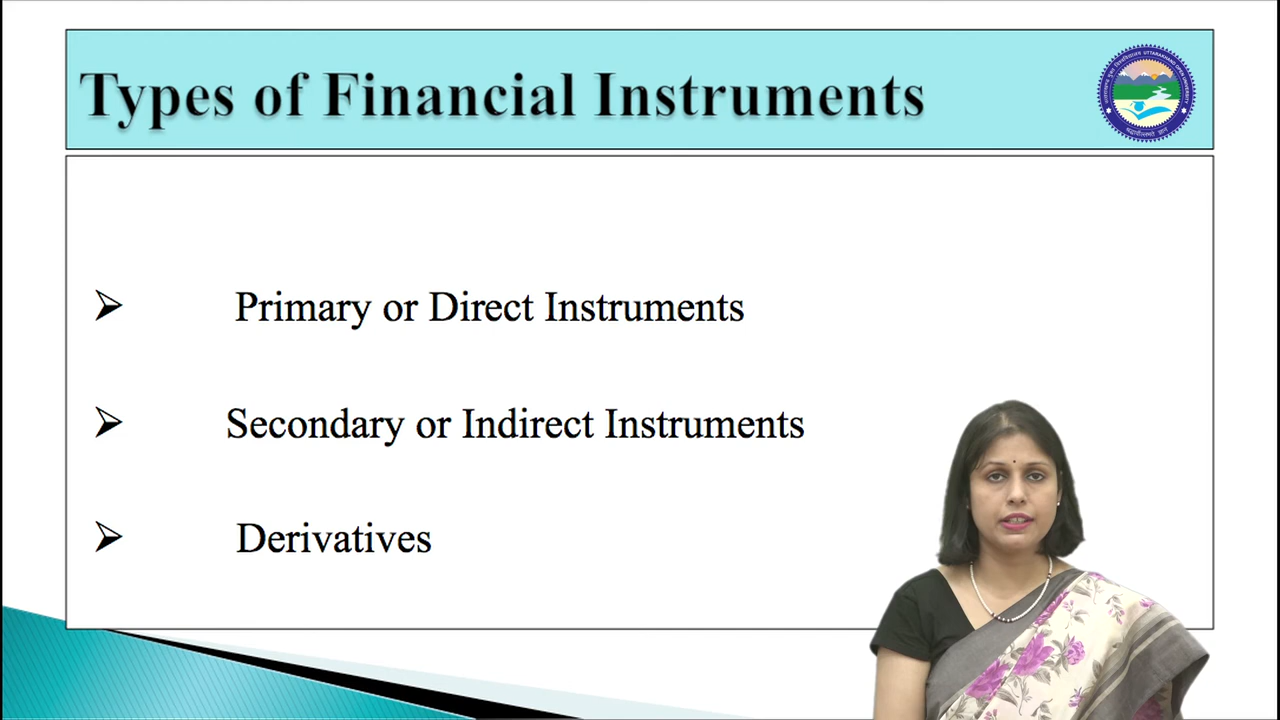 Types of Financial Instruments
Primary or Direct Instruments
Secondary or Indirect Instruments
Derivatives